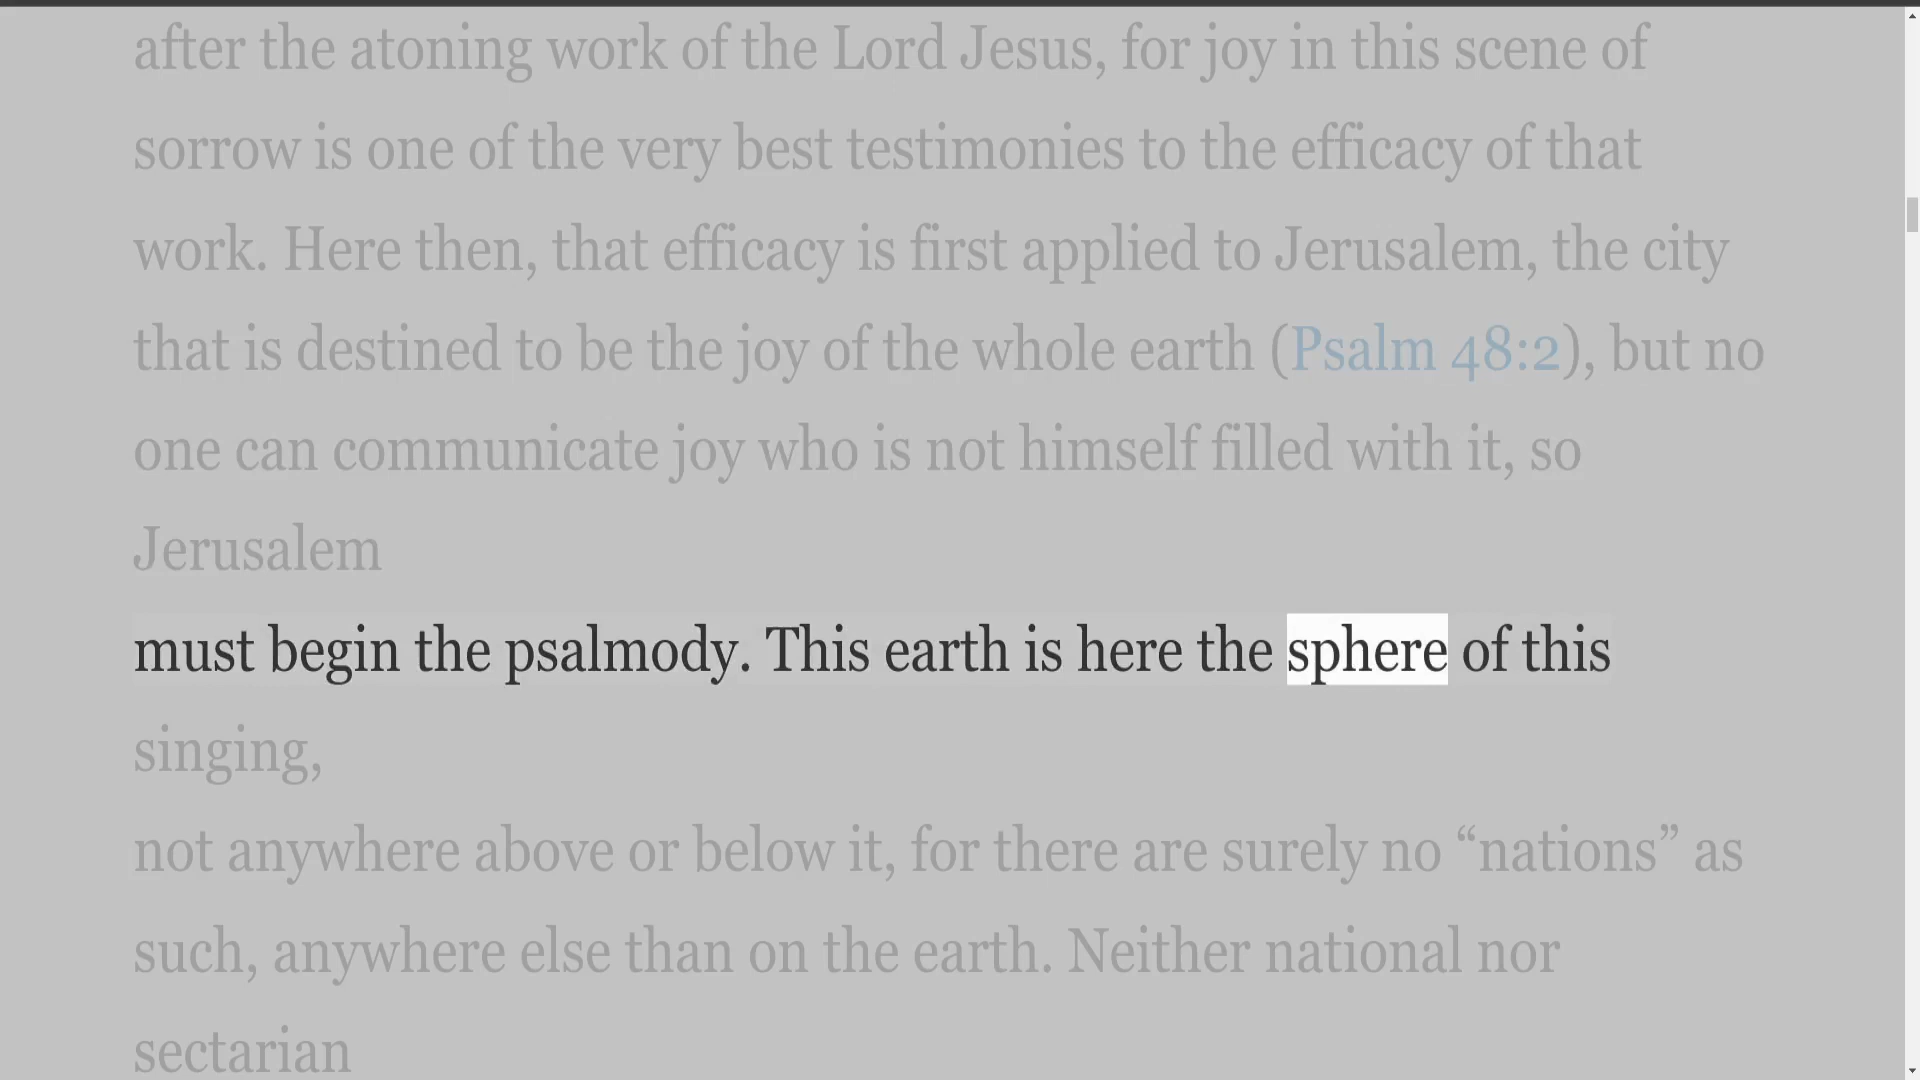 after the atoning work of the Lord Jesus, for joy in this scene of
sorrow is one of the very best testimonies to the efficacy of that
work. Here then, that efficacy is first applied to Jerusalem, the city
that is destined to be the joy of the whole earth (Psalm 48:2), but no
one can communicate joy who is not himself filled with it, so
Jerusalem
must begin the psalmody. This earth is here the sphere of this
singing,
not anywhere above or below it, for there are surely no “nations” as
such, anywhere else than on the earth. Neither national nor
sectarian